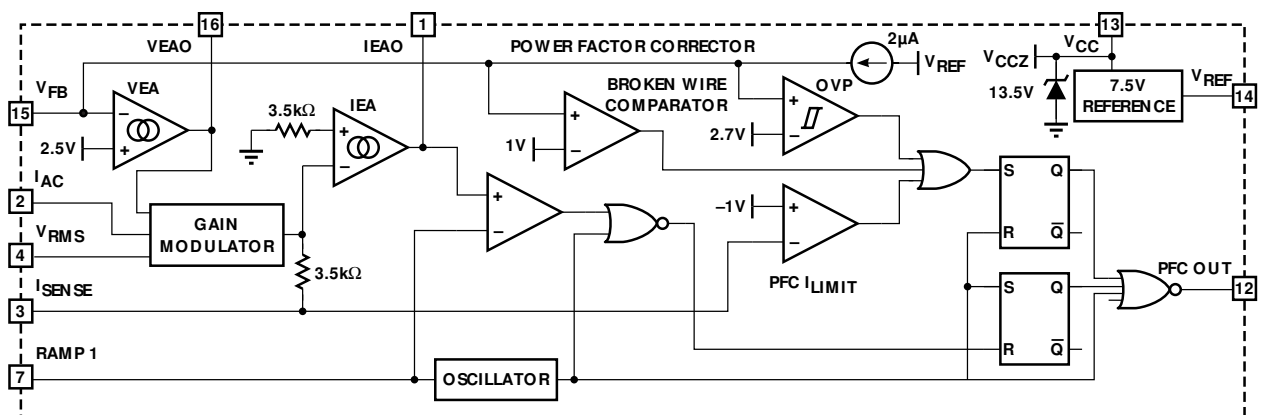 16
1
13
VEAO
IEAO
POWER FACTOR CORRECTOR
2µA
VREF
VCC
VCCZ
13.5V
7.5V
REFERENCE
VREF
14
VFB
15
VEA
2.5V
3.5kΩ
IEA
BROKEN WIRE
COMPARATOR
OVP
2.7V
1V
IAC
2
VRMS
4
GAIN
MODULATOR
3.5kΩ
–1V
PFC ILIMIT
S
Q
R
Q
S
Q
R
Q
PFC OUT
12
ISENSE
3
RAMP 1
7
OSCILLATOR
+
–